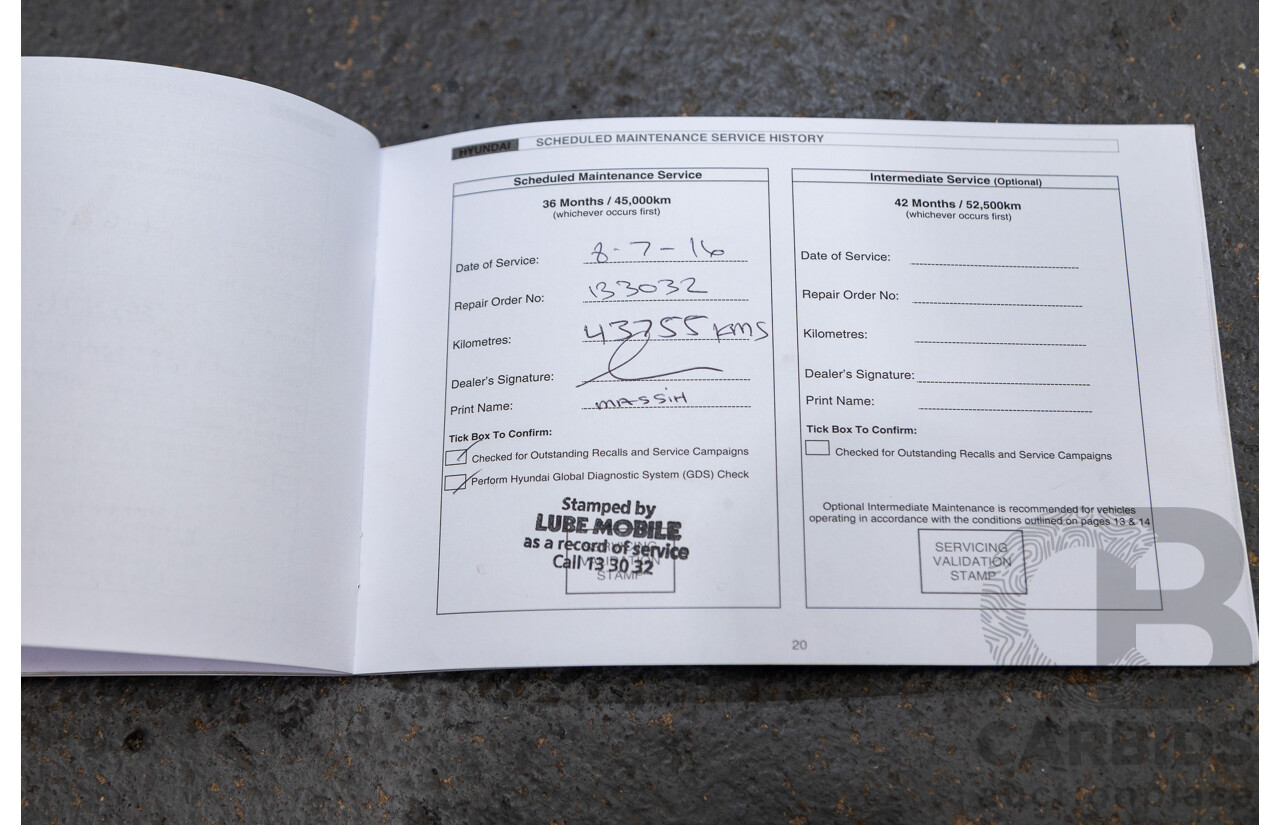 HYUNDAI SCHEDULED MAINTENANCE SERVICE HISTORY
Scheduled Maintenance Service
36 Months / 45,000km
(whichever occurs first)
Date of Service: 8-7-16
Repair Order No: 133032
Kilometres: 43755 KMS
Dealer's Signature:
Print Name: MASSIH
Tick Box To Confirm:
Checked for Outstanding Recalls and Service Campaigns
Perform Hyundai Global Diagnostic System (GDS) Check
Stamped by
LUBE MOBILE
as a record of service
Call 13 30 32
SERVICING
VALIDATION
STAMP
Intermediate Service (Optional)
42 Months / 52,500km
(whichever occurs first)
Date of Service:
Repair Order No:
Kilometres:
Dealer's Signature:
Print Name:
Tick Box To Confirm:
Checked for Outstanding Recalls and Service Campaigns
Optional Intermediate Maintenance is recommended for vehicles
operating in accordance with the conditions outlined on pages 13 & 14
SERVICING
VALIDATION
STAMP
20
CB
CARBIDS
auctionplasa